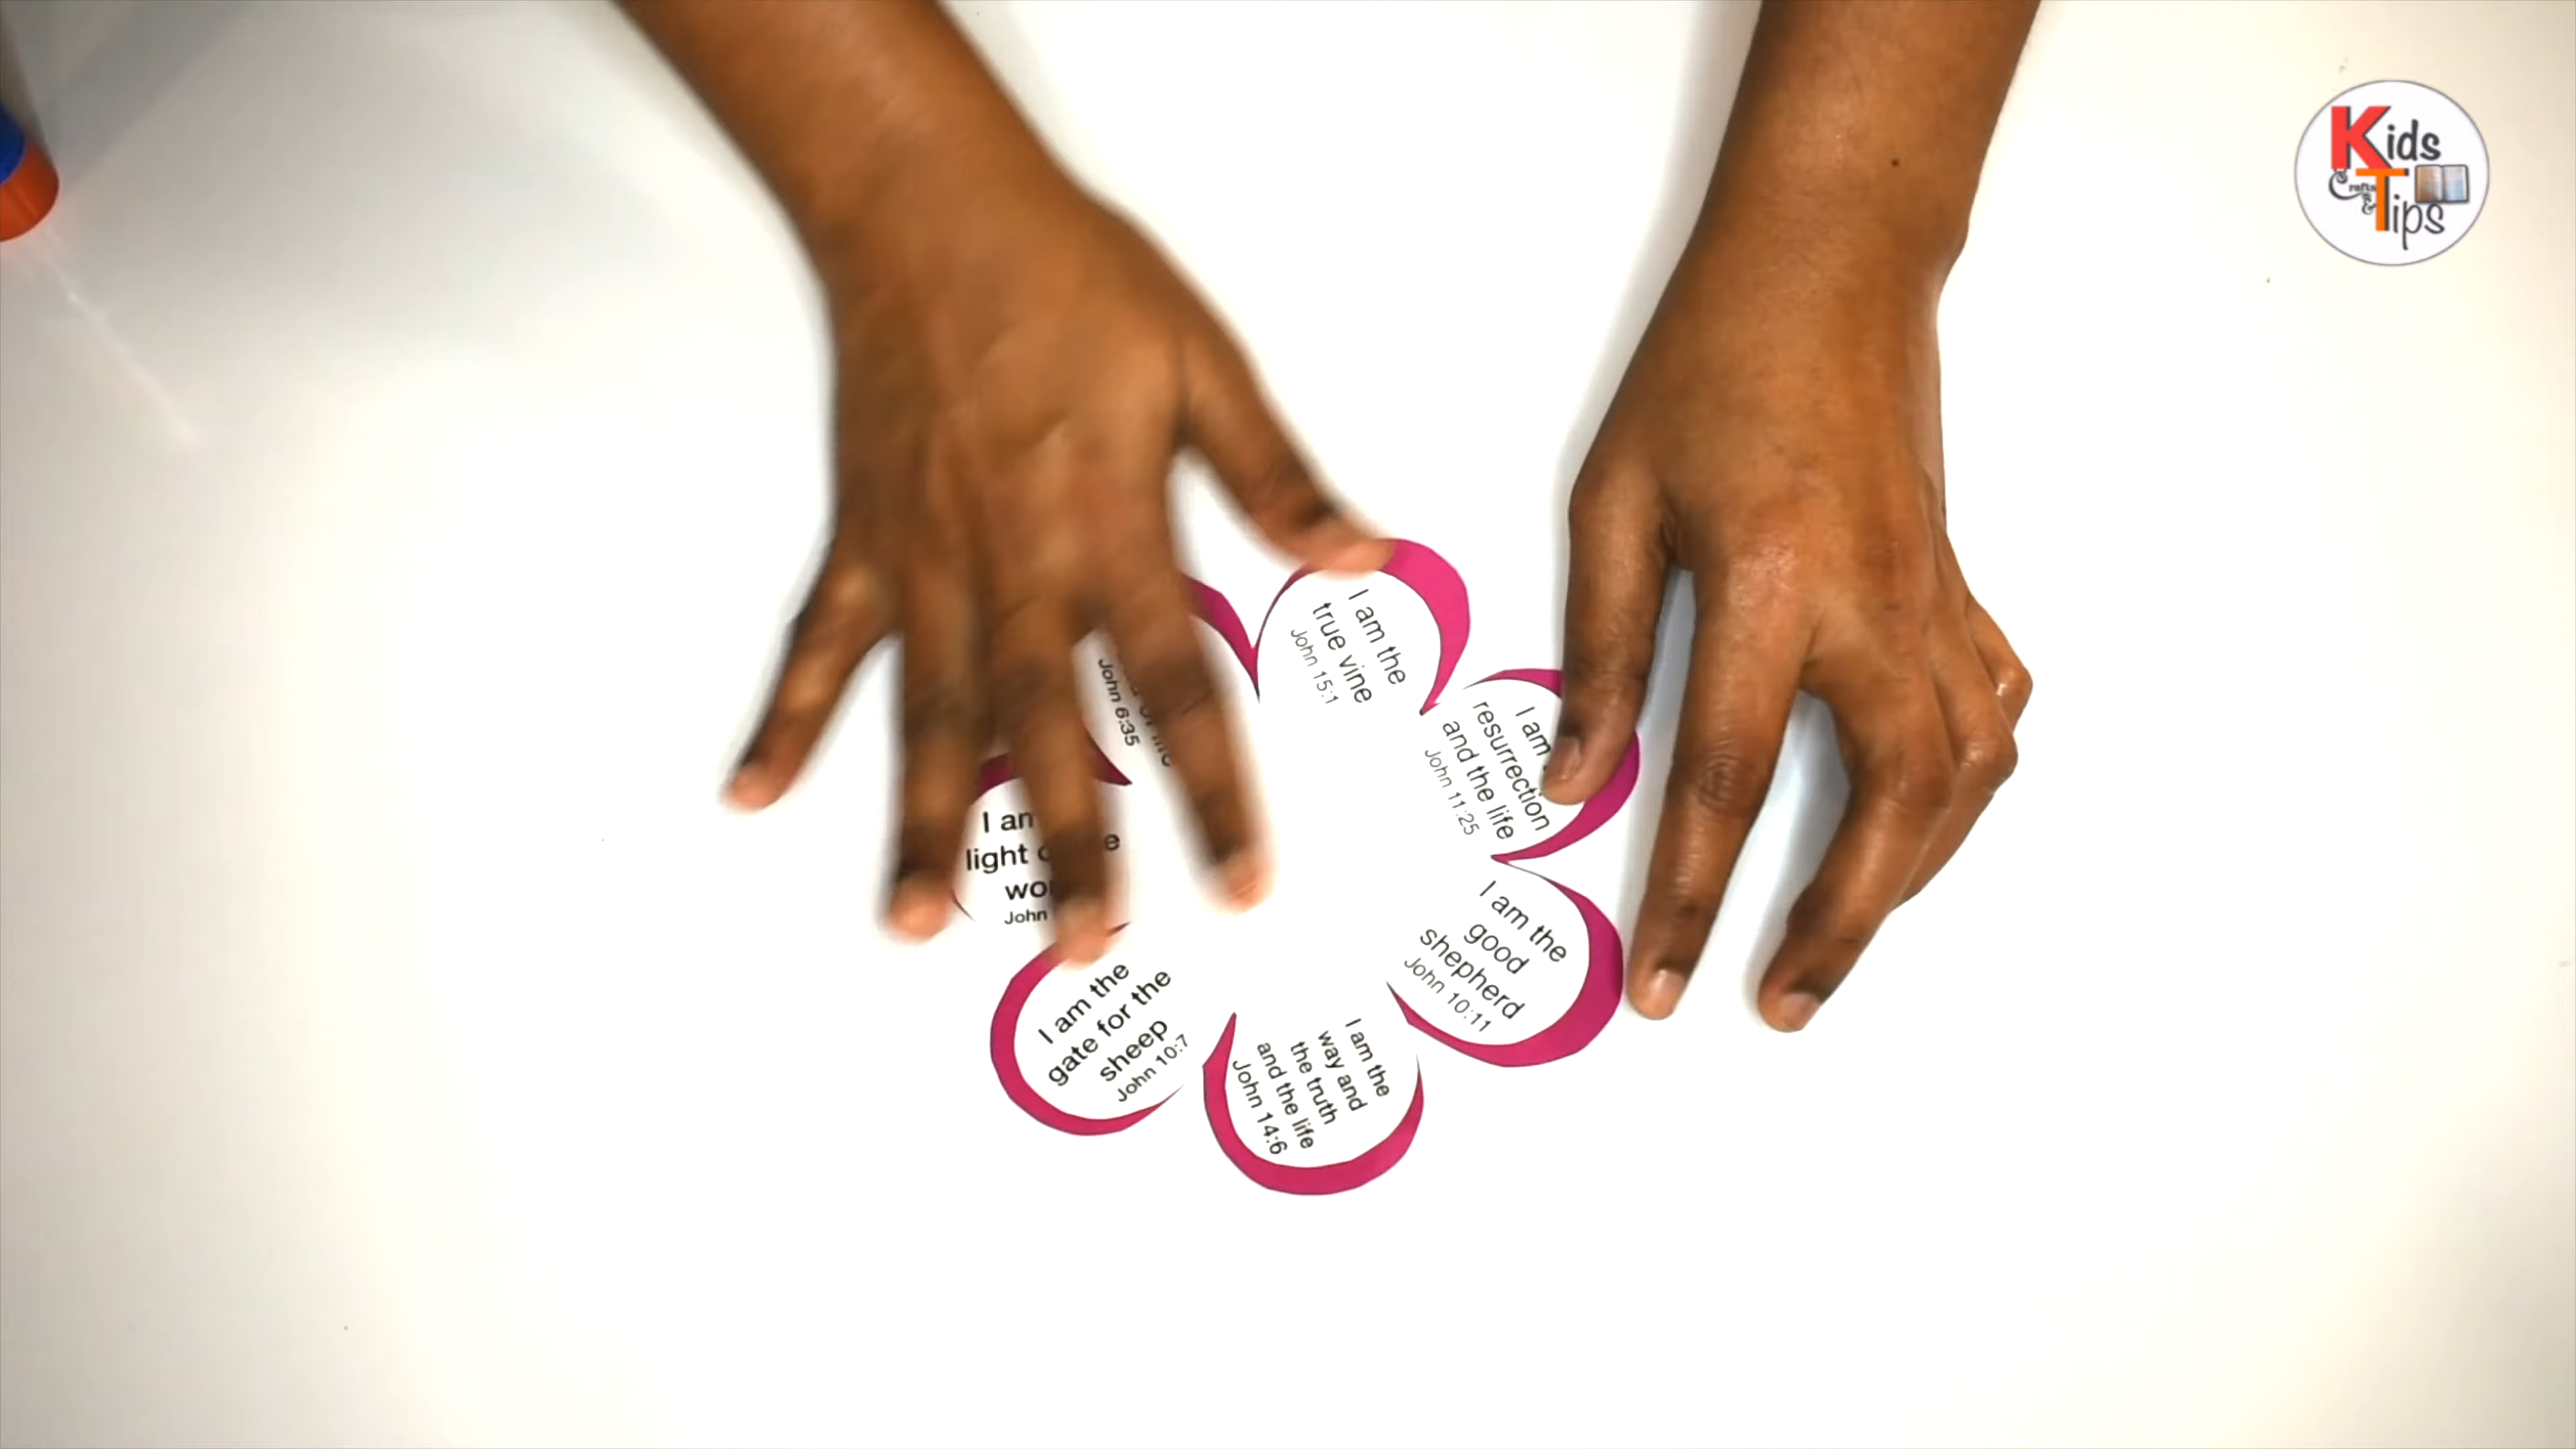 Kids
Crafts
&
Tips
I am the
true vine
John 15:1
I am
resurrection
and the life
John 11:25
I am the
good
shepherd
John 10:11
I am the
way and
the truth
and the life
John 14:6
I am the
gate for the
sheep
John 10:7
light
John
John 6:35